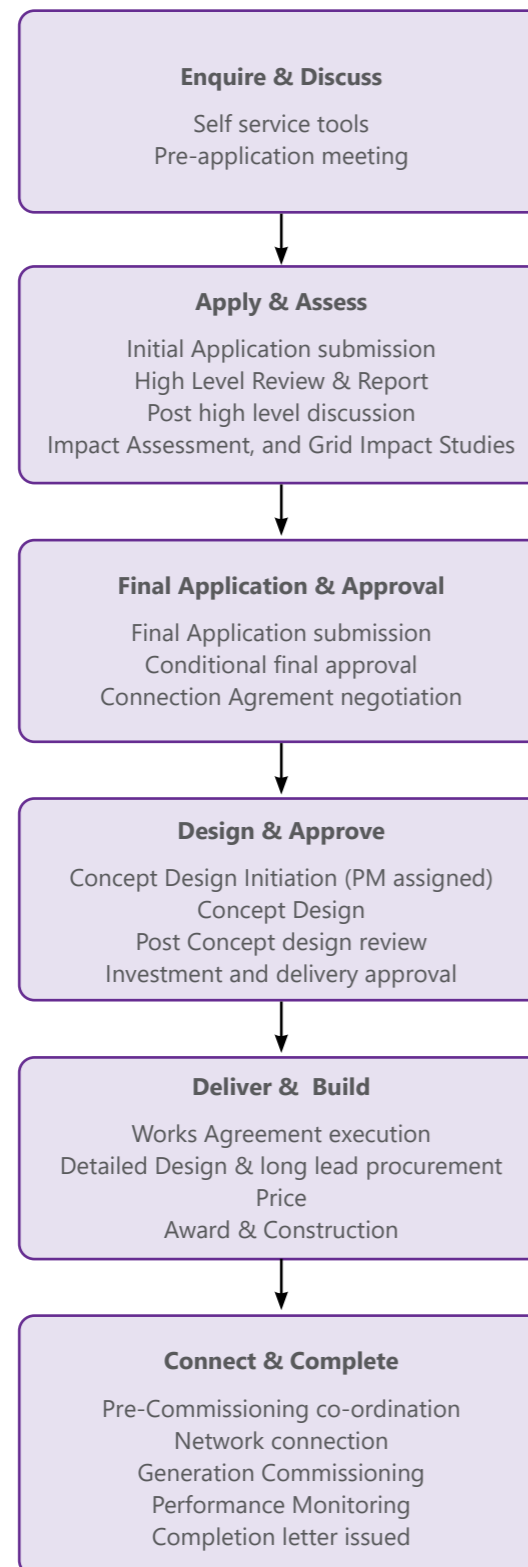 Enquire & Discuss
Self service tools
Pre-application meeting
Apply & Assess
Initial Application submission
High Level Review & Report
Post high level discussion
Impact Assessment, and Grid Impact Studies
Final Application & Approval
Final Application submission
Conditional final approval
Connection Agrement negotiation
Design & Approve
Concept Design Initiation (PM assigned)
Concept Design
Post Concept design review
Investment and delivery approval
Deliver & Build
Works Agreement execution
Detailed Design & long lead procurement
Price
Award & Construction
Connect & Complete
Pre-Commissioning co-ordination
Network connection
Generation Commissioning
Performance Monitoring
Completion letter issued